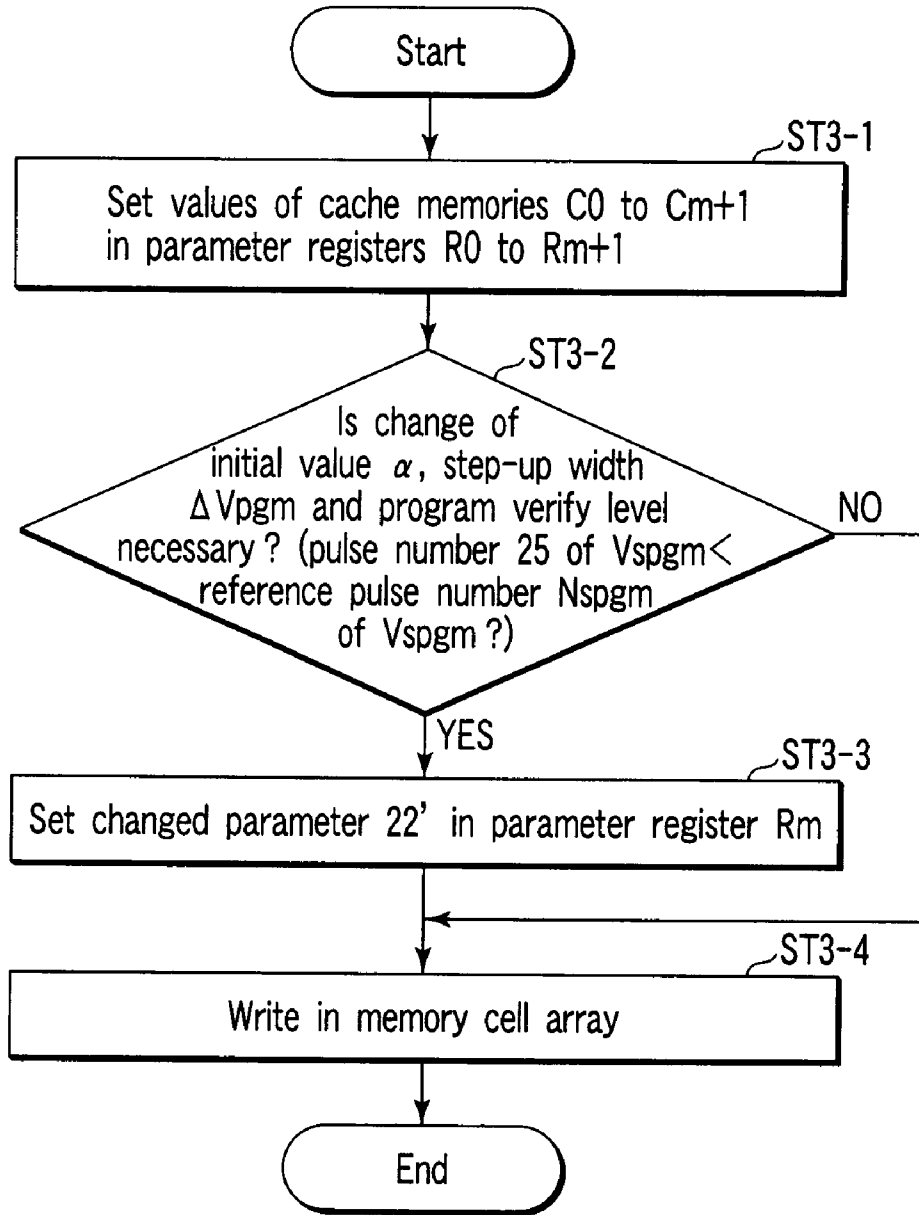 Start
ST3-1
Set values of cache memories C0 to Cm+1
in parameter registers R0 to Rm+1
ST3-2
Is change of
initial value α, step-up width
ΔVpgm and program verify level
necessary? (pulse number 25 of Vspgm<
reference pulse number Nspgm
of Vspgm?)
NO
YES
ST3-3
Set changed parameter 22' in parameter register Rm
ST3-4
Write in memory cell array
End